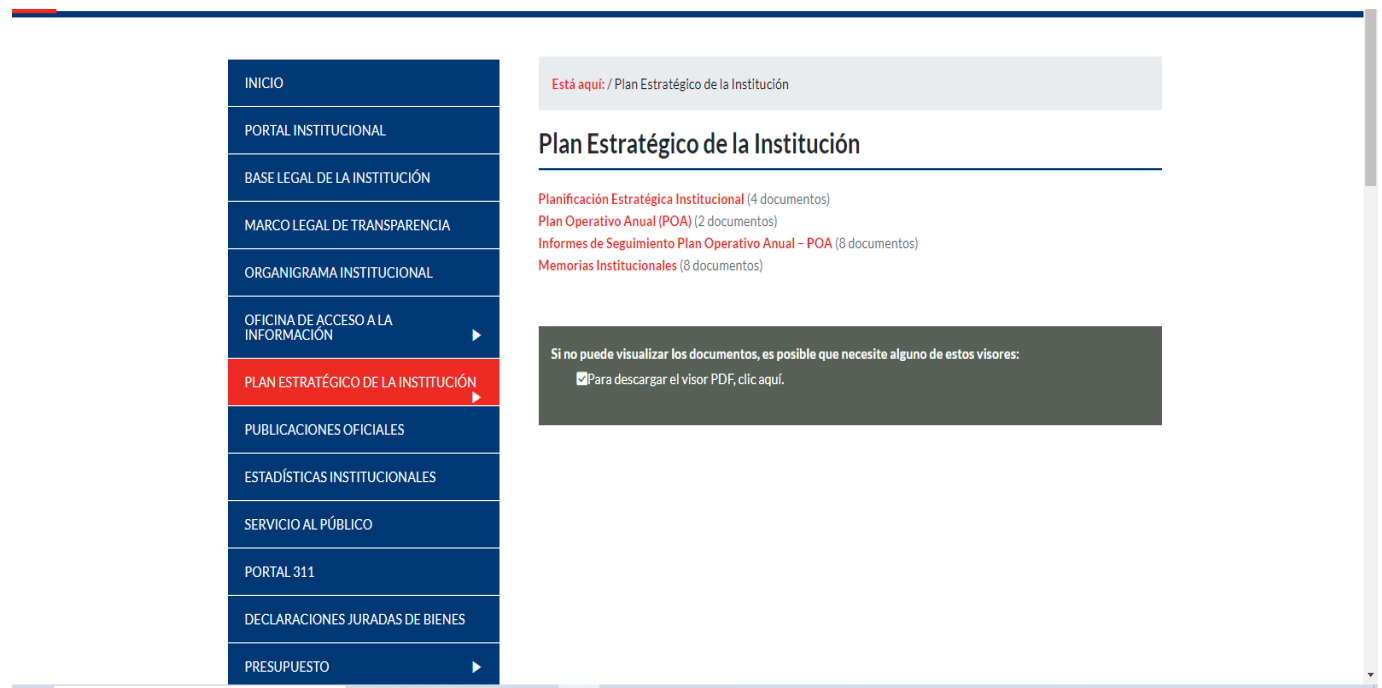 INICIO
PORTAL INSTITUCIONAL
BASE LEGAL DE LA INSTITUCIÓN
MARCO LEGAL DE TRANSPARENCIA
ORGANIGRAMA INSTITUCIONAL
OFICINA DE ACCESO A LA
INFORMACIÓN
PLAN ESTRATÉGICO DE LA INSTITUCIÓN
PUBLICACIONES OFICIALES
ESTADÍSTICAS INSTITUCIONALES
SERVICIO AL PÚBLICO
PORTAL 311
DECLARACIONES JURADAS DE BIENES
PRESUPUESTO
Está aquí: / Plan Estratégico de la Institución
Plan Estratégico de la Institución
Planificación Estratégica Institucional (4 documentos)
Plan Operativo Anual (POA) (2 documentos)
Informes de Seguimiento Plan Operativo Anual – POA (8 documentos)
Memorias Institucionales (8 documentos)
Si no puede visualizar los documentos, es posible que necesite alguno de estos visores:
Para descargar el visor PDF, clic aquí.